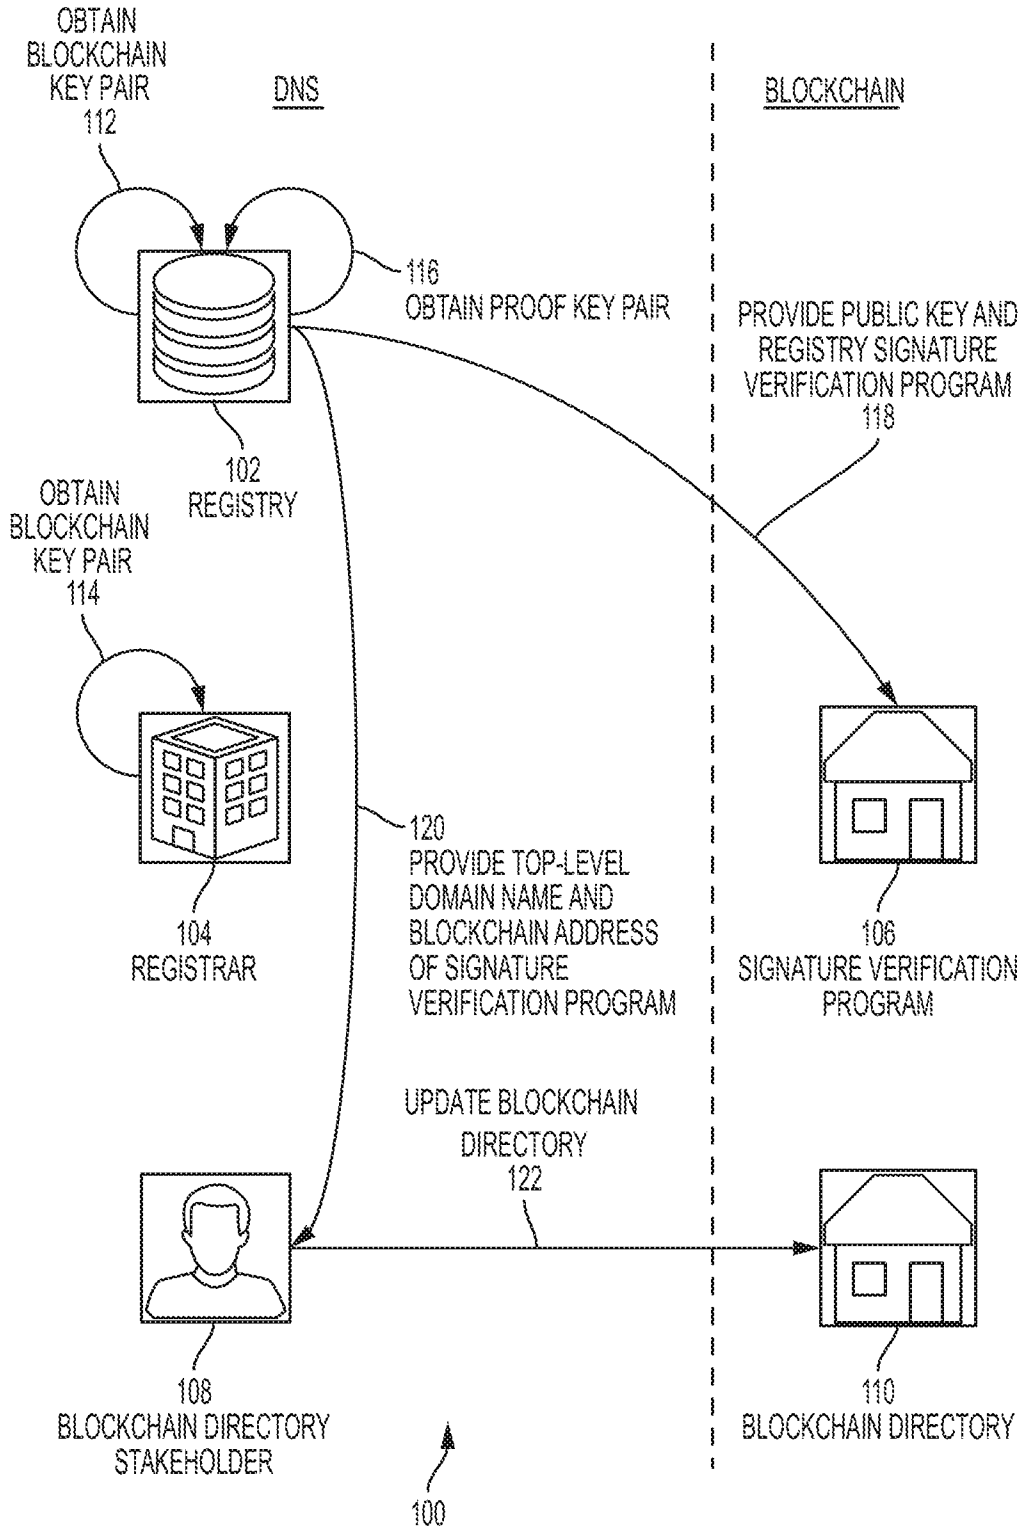 OBTAIN
BLOCKCHAIN
KEY PAIR
112
DNS
BLOCKCHAIN
116
OBTAIN PROOF KEY PAIR
PROVIDE PUBLIC KEY AND
REGISTRY SIGNATURE
VERIFICATION PROGRAM
118
102
REGISTRY
OBTAIN
BLOCKCHAIN
KEY PAIR
114
120
PROVIDE TOP-LEVEL
DOMAIN NAME AND
BLOCKCHAIN ADDRESS
OF SIGNATURE
VERIFICATION PROGRAM
104
REGISTRAR
106
SIGNATURE VERIFICATION
PROGRAM
UPDATE BLOCKCHAIN
DIRECTORY
122
108
BLOCKCHAIN DIRECTORY
STAKEHOLDER
110
BLOCKCHAIN DIRECTORY
100